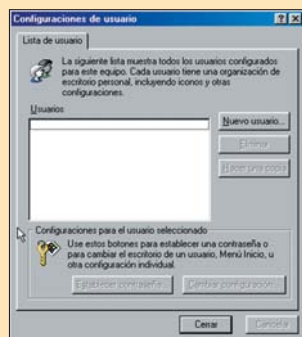 Configuraciones de usuario
Lista de usuario
La siguiente lista muestra todos los usuarios configurados
para este equipo. Cada usuario tiene una organización de
escritorio personal, incluyendo iconos y otras
configuraciones.
Usuarios
Nuevo usuario...
Eliminar
Hacer una copia
Configuraciones para el usuario seleccionado
Use estos botones para establecer una contraseña o
para cambiar el escritorio de un usuario, Menú Inicio, u
otra configuración individual.
Establecer contraseña...
Cambiar configuración...
Cerrar
Cancelar